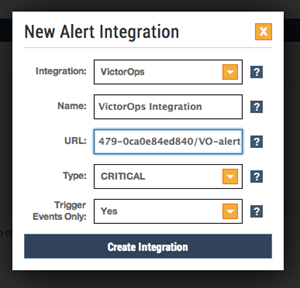 New Alert Integration
X
Integration: VictorOps ?
Name: VictorOps Integration ?
URL: 479-0ca0e84ed840/VO-alert ?
Type: CRITICAL ?
Trigger
Events Only: Yes ?
Create Integration